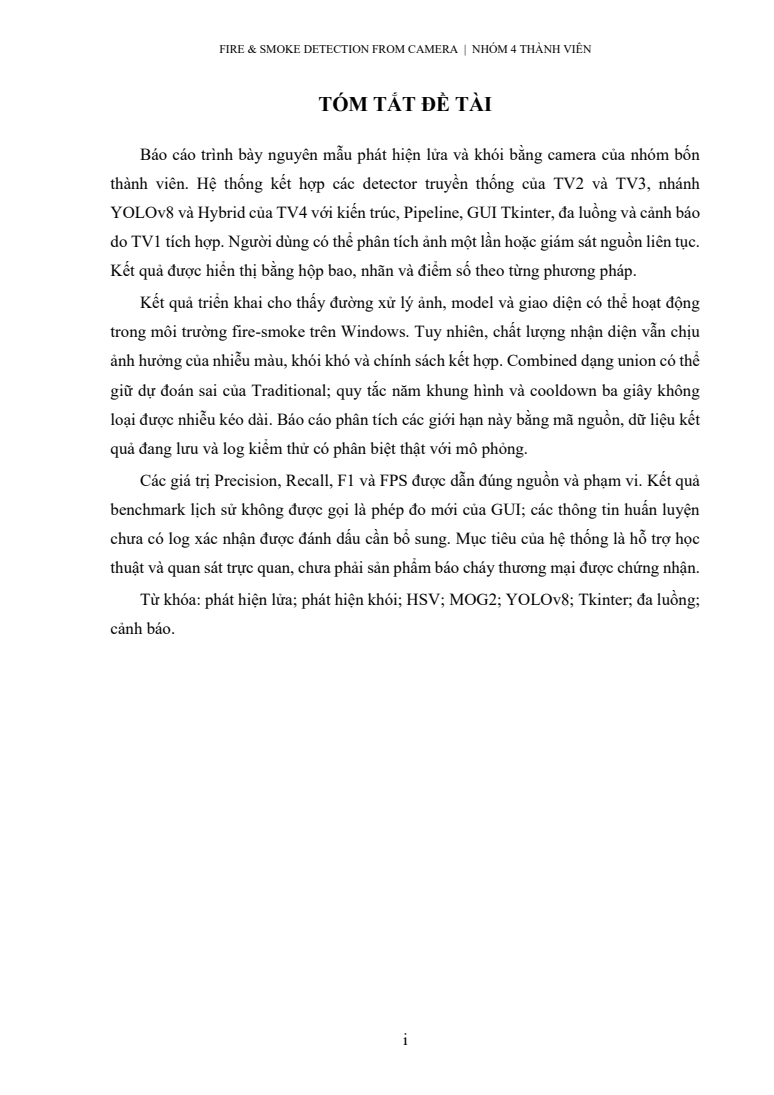 FIRE & SMOKE DETECTION FROM CAMERA | NHÓM 4 THÀNH VIÊN
TÓM TẮT ĐỀ TÀI
Báo cáo trình bày nguyên mẫu phát hiện lửa và khói bằng camera của nhóm bốn
thành viên. Hệ thống kết hợp các detector truyền thống của TV2 và TV3, nhánh
YOLOv8 và Hybrid của TV4 với kiến trúc, Pipeline, GUI Tkinter, đa luồng và cảnh báo
do TV1 tích hợp. Người dùng có thể phân tích ảnh một lần hoặc giám sát nguồn liên tục.
Kết quả được hiển thị bằng hộp bao, nhãn và điểm số theo từng phương pháp.
Kết quả triển khai cho thấy đường xử lý ảnh, model và giao diện có thể hoạt động
trong môi trường fire-smoke trên Windows. Tuy nhiên, chất lượng nhận diện vẫn chịu
ảnh hưởng của nhiễu màu, khói khó và chính sách kết hợp. Combined dạng union có thể
giữ dự đoán sai của Traditional; quy tắc năm khung hình và cooldown ba giây không
loại được nhiễu kéo dài. Báo cáo phân tích các giới hạn này bằng mã nguồn, dữ liệu kết
quả đang lưu và log kiểm thử có phân biệt thật với mô phỏng.
Các giá trị Precision, Recall, F1 và FPS được dẫn đúng nguồn và phạm vi. Kết quả
benchmark lịch sử không được gọi là phép đo mới của GUI; các thông tin huấn luyện
chưa có log xác nhận được đánh dấu cần bổ sung. Mục tiêu của hệ thống là hỗ trợ học
thuật và quan sát trực quan, chưa phải sản phẩm báo cháy thương mại được chứng nhận.
Từ khóa: phát hiện lửa; phát hiện khói; HSV; MOG2; YOLOv8; Tkinter; đa luồng;
cảnh báo.
i